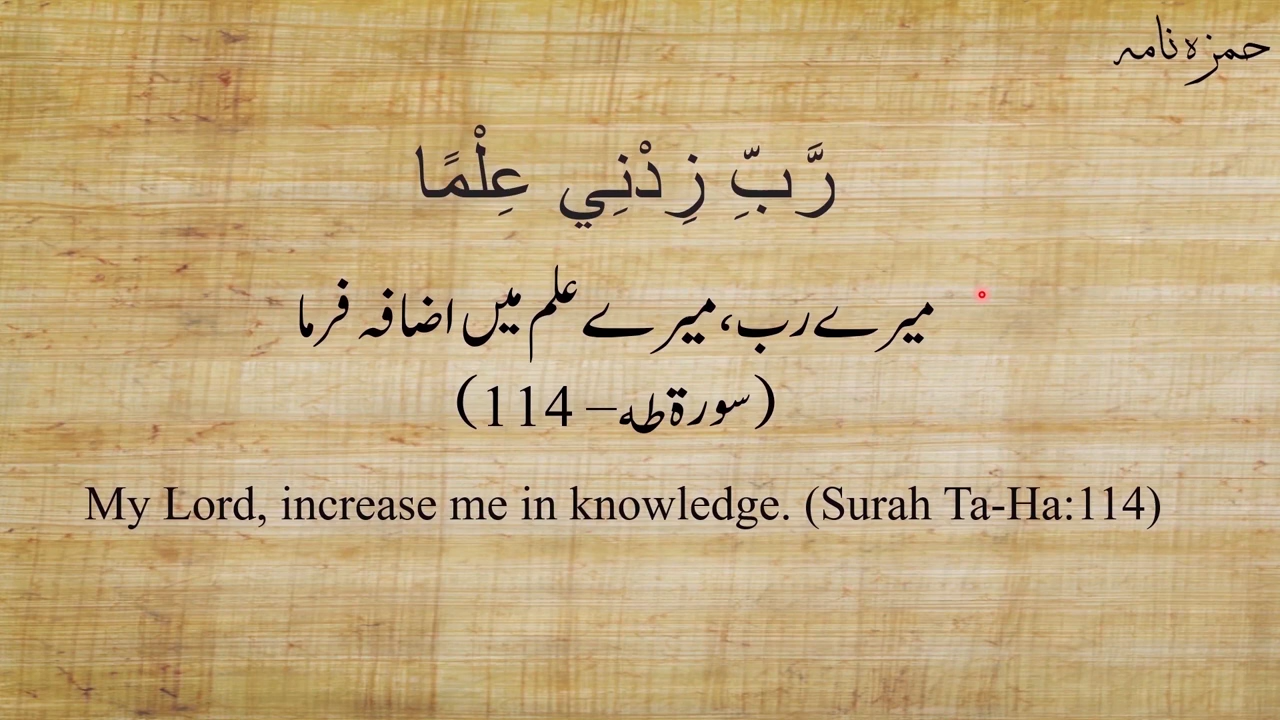 حمزہ نامہ
رَّبِّ زِدْنِي عِلْمًا
میرے رب، میرے علم میں اضافہ فرما
(سورۃ طہ – 114)
My Lord, increase me in knowledge. (Surah Ta-Ha:114)